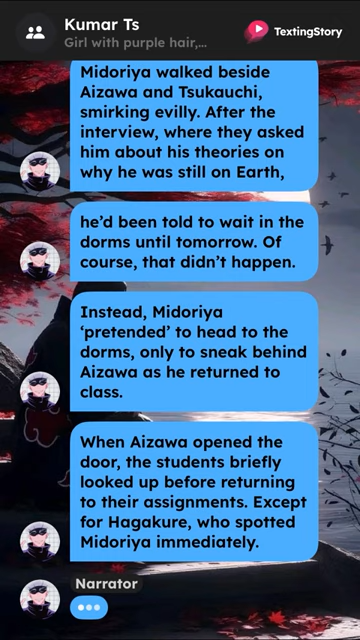 Kumar Ts
Girl with purple hair,...
TextingStory
Midoriya walked beside
Aizawa and Tsukauchi,
smirking evilly. After the
interview, where they asked
him about his theories on
why he was still on Earth,
he’d been told to wait in the
dorms until tomorrow. Of
course, that didn’t happen.
Instead, Midoriya
‘pretended’ to head to the
dorms, only to sneak behind
Aizawa as he returned to
class.
When Aizawa opened the
door, the students briefly
looked up before returning
to their assignments. Except
for Hagakure, who spotted
Midoriya immediately.
Narrator